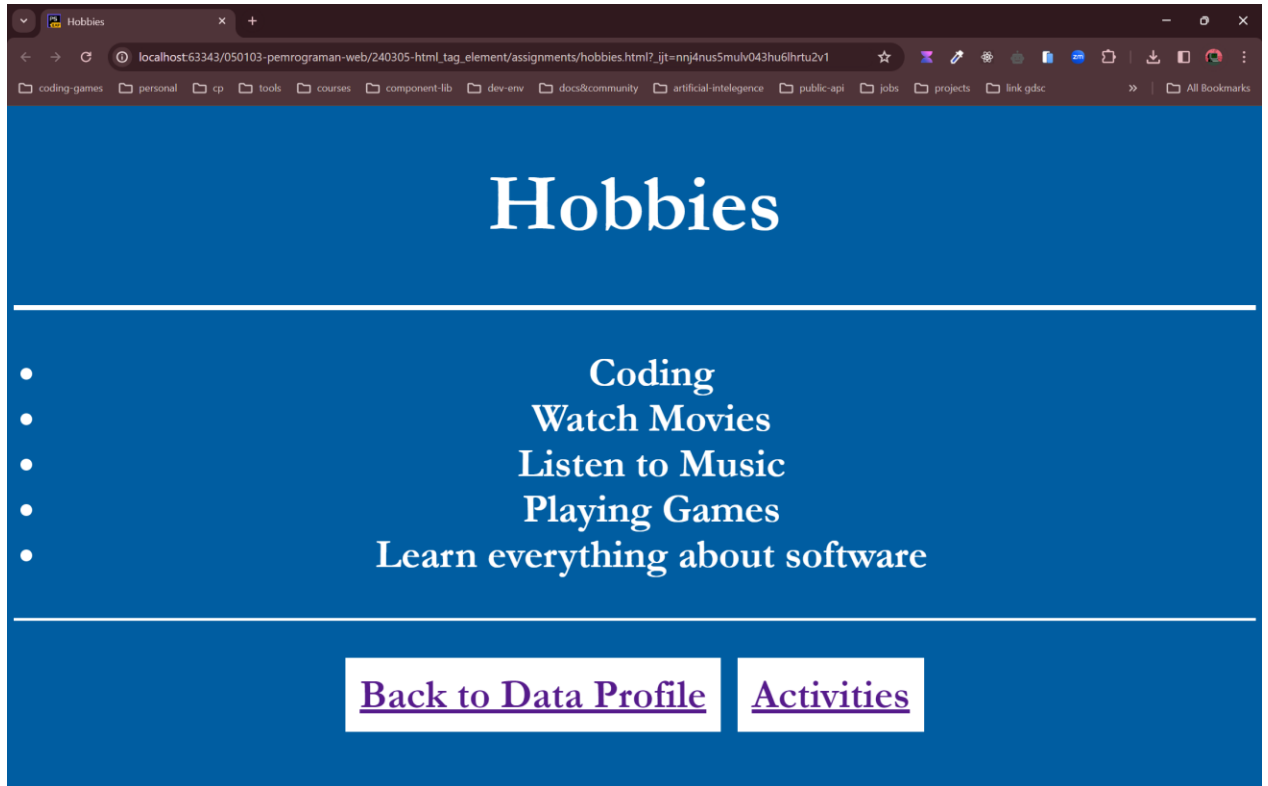 Hobbies
localhost:63343/050103-pemrograman-web/240305-html_tag_element/assignments/hobbies.html?_ijt=nnj4nus5mulv043hu6lhrtu2v1
coding-games personal cp tools courses component-lib dev-env docs&community artificial-intelegence public-api jobs projects link gdsc » All Bookmarks
Hobbies
Coding
Watch Movies
Listen to Music
Playing Games
Learn everything about software
Back to Data Profile Activities